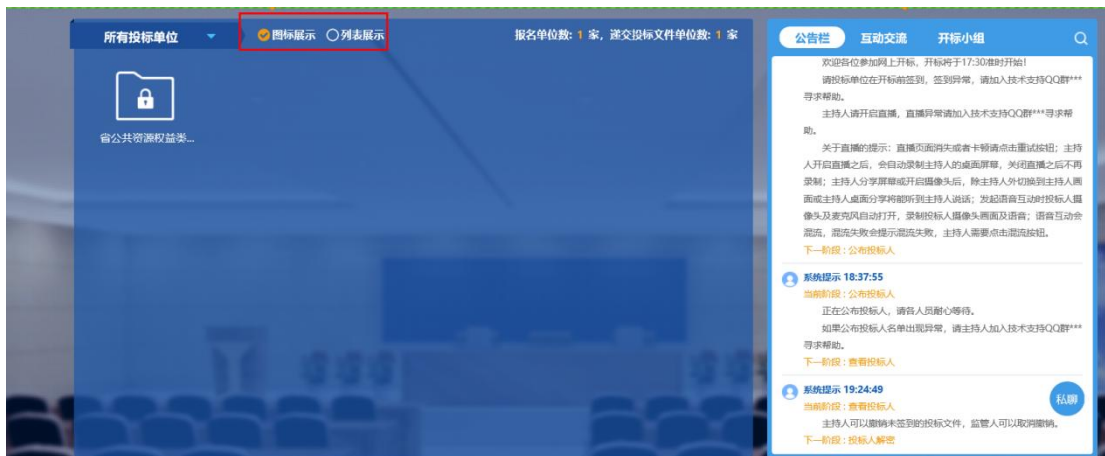 所有投标单位
图标展示 列表展示
报名单位数: 1 家，递交投标文件单位数: 1 家
省公共资源权益类...
公告栏 互动交流 开标小组
欢迎各位参加网上开标，开标将于17:30准时开始！
请投标单位在开标前签到，签到异常，请加入技术支持QQ群***
寻求帮助。
主持人请开启直播，直播异常请加入技术支持QQ群***寻求帮
助。
关于直播的提示：直播页面消失或者卡顿请点击重试按钮；主持
人开启直播之后，会自动录制主持人的桌面屏幕，关闭直播之后不再
录制；主持人分享屏幕或开启摄像头后，除主持人外切换到主持人画
面或主持人桌面分享将能听到主持人说话；发起语音互动时投标人摄
像头及麦克风自动打开，录制投标人摄像头画面及语音；语音互动会
混流，混流失败会提示混流失败，主持人需要点击混流按钮。
下一阶段：公布投标人
系统提示 18:37:55
当前阶段：公布投标人
正在公布投标人，请各人员耐心等待。
如果公布投标人名单出现异常，请主持人加入技术支持QQ群***
寻求帮助。
下一阶段：查看投标人
系统提示 19:24:49
当前阶段：查看投标人
主持人可以撤销未签到的投标文件，监管人可以取消撤销。
下一阶段：投标人解密
私聊